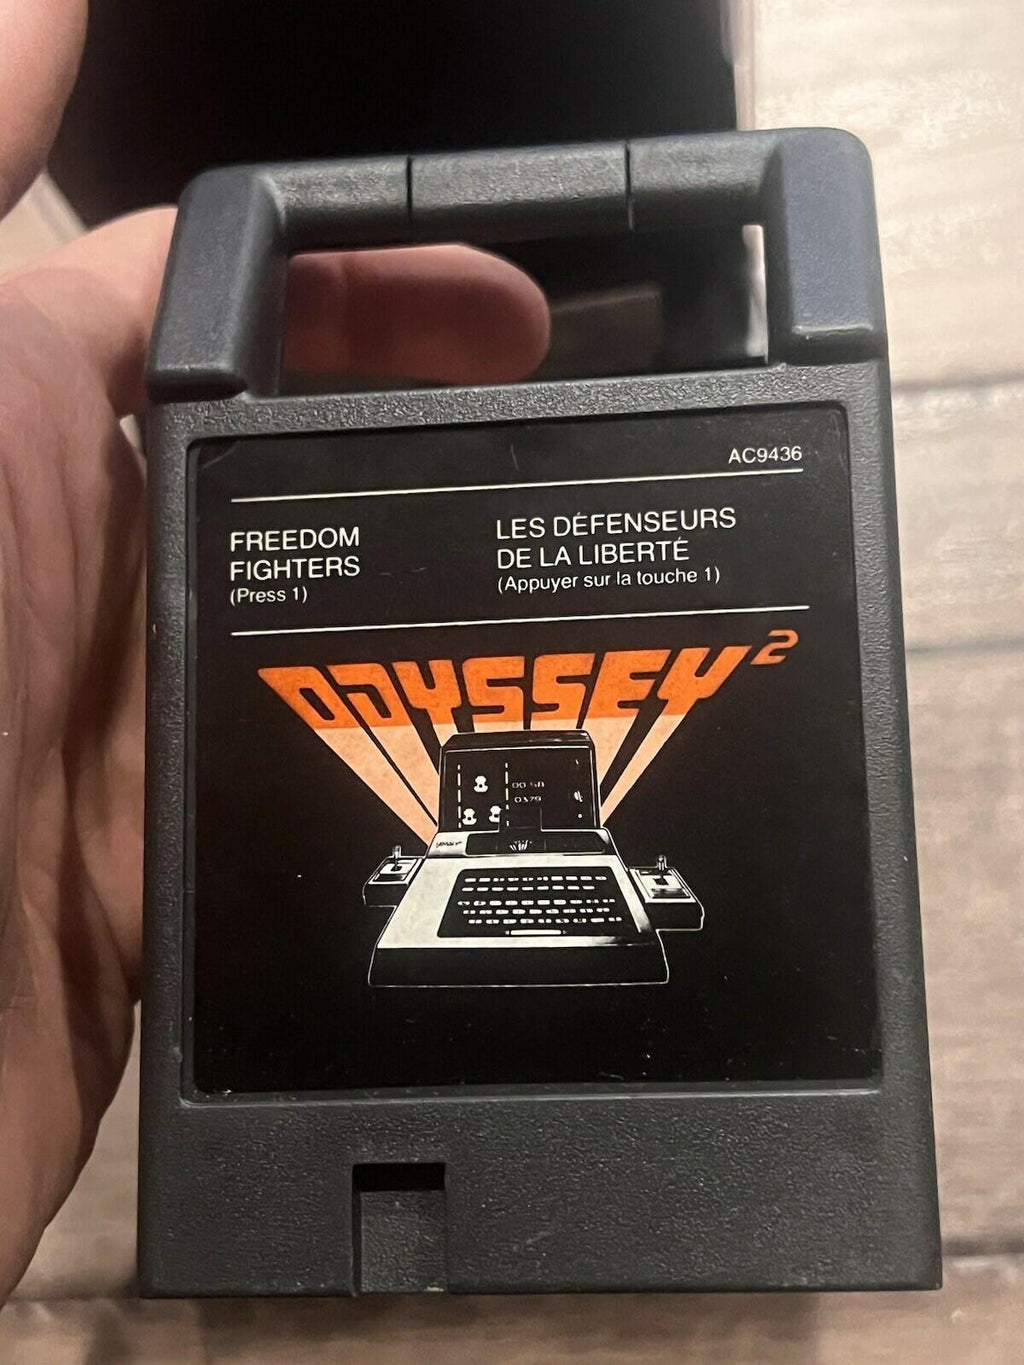 AC9436
FREEDOM
FIGHTERS
(Press 1)
LES DÉFENSEURS
DE LA LIBERTÉ
(Appuyer sur la touche 1)
ODYSSEY²